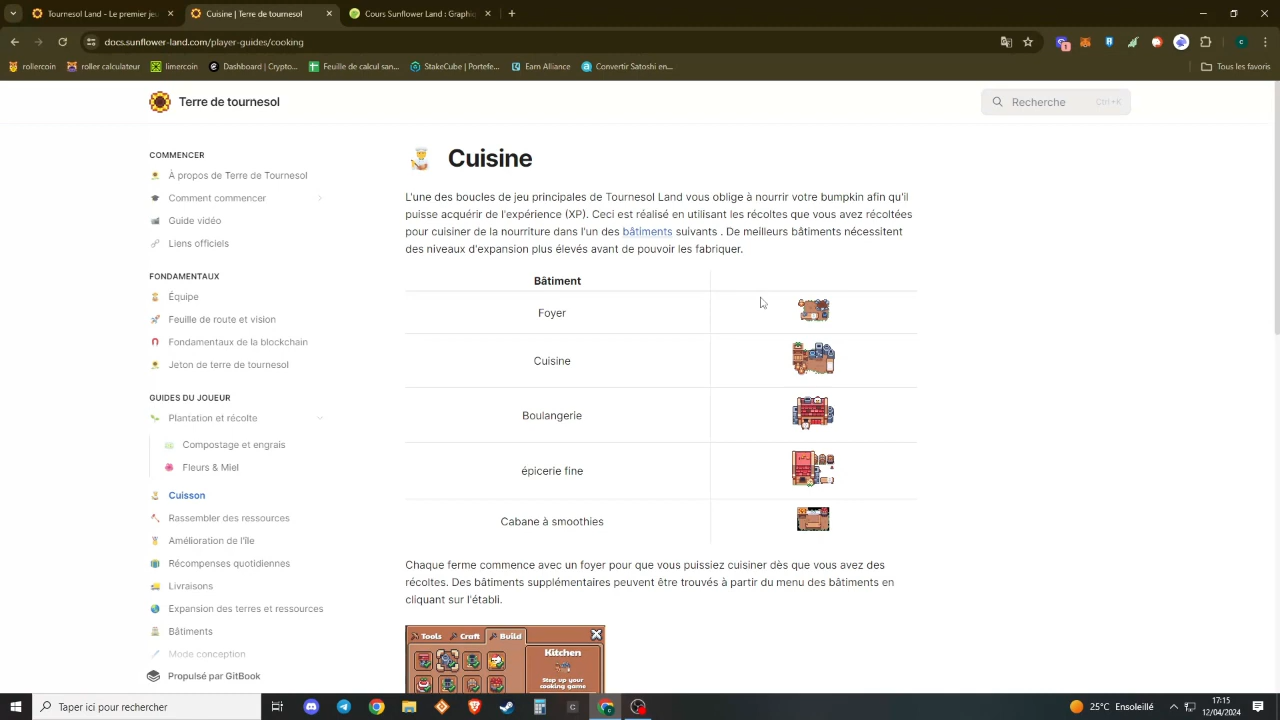 Tournesol Land - Le premier jeu
Cuisine | Terre de tournesol
Cours Sunflower Land : Graphiq
docs.sunflower-land.com/player-guides/cooking
rollercoin
roller calculateur
limercoin
Dashboard | Crypto...
Feuille de calcul san...
StakeCube | Portefe...
Earn Alliance
Convertir Satoshi en...
Tous les favoris
Terre de tournesol
Recherche
Ctrl+K
COMMENCER
À propos de Terre de Tournesol
Comment commencer
Guide vidéo
Liens officiels
FONDAMENTAUX
Équipe
Feuille de route et vision
Fondamentaux de la blockchain
Jeton de terre de tournesol
GUIDES DU JOUEUR
Plantation et récolte
Compostage et engrais
Fleurs & Miel
Cuisson
Rassembler des ressources
Amélioration de l'île
Récompenses quotidiennes
Livraisons
Expansion des terres et ressources
Bâtiments
Mode conception
Propulsé par GitBook
Cuisine
L'une des boucles de jeu principales de Tournesol Land vous oblige à nourrir votre bumpkin afin qu'il
puisse acquérir de l'expérience (XP). Ceci est réalisé en utilisant les récoltes que vous avez récoltées
pour cuisiner de la nourriture dans l'un des bâtiments suivants . De meilleurs bâtiments nécessitent
des niveaux d'expansion plus élevés avant de pouvoir les fabriquer.
Bâtiment
Foyer
Cuisine
Boulangerie
épicerie fine
Cabane à smoothies
Chaque ferme commence avec un foyer pour que vous puissiez cuisiner dès que vous avez des
récoltes. Des bâtiments supplémentaires peuvent être trouvés à partir du menu des bâtiments en
cliquant sur l'établi.
Tools Craft Build
Kitchen
Step up your
cooking game
Taper ici pour rechercher
25°C Ensoleillé
17:15
12/04/2024